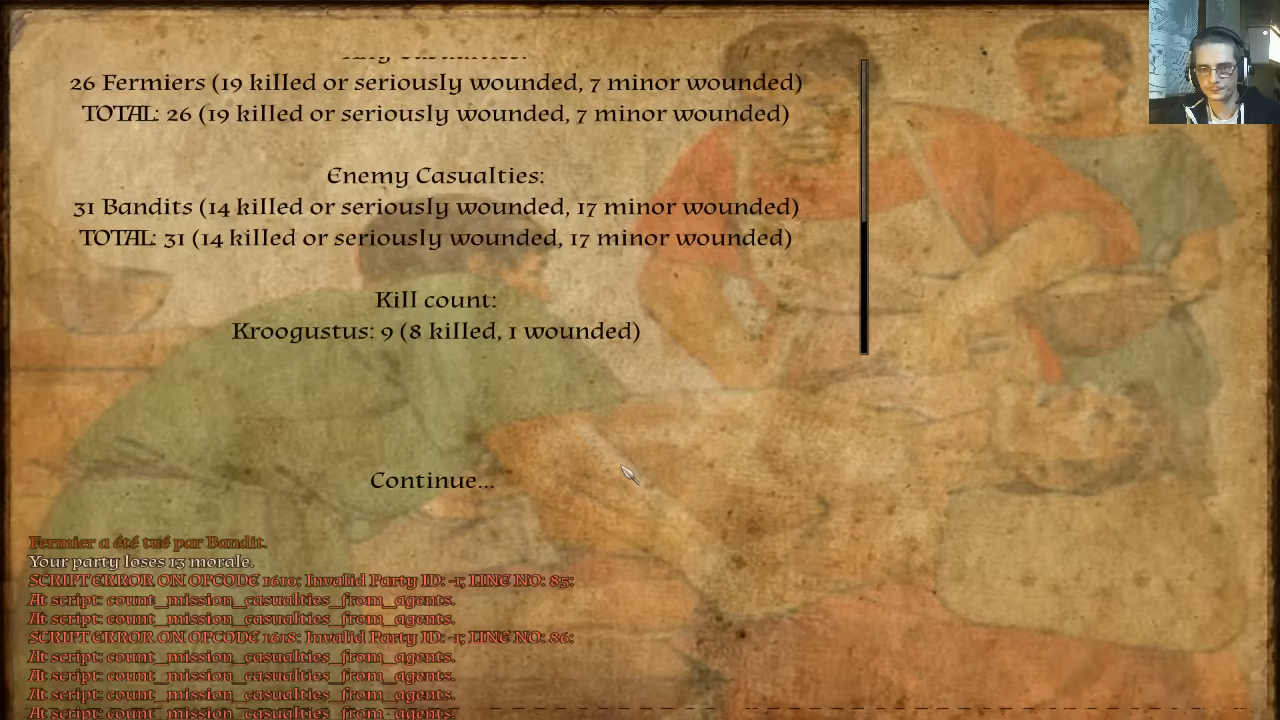 26 Fermiers (19 killed or seriously wounded, 7 minor wounded)
TOTAL: 26 (19 killed or seriously wounded, 7 minor wounded)
Enemy Casualties:
31 Bandits (14 killed or seriously wounded, 17 minor wounded)
TOTAL: 31 (14 killed or seriously wounded, 17 minor wounded)
Kill count:
Kroogustus: 9 (8 killed, 1 wounded)
Continue...
Fermier a été tué par Bandit.
Your party loses 13 morale.
SCRIPT ERROR ON OPCODE 1610: Invalid Party ID: -1; LINE NO: 85:
At script: count_mission_casualties_from_agents.
At script: count_mission_casualties_from_agents.
SCRIPT ERROR ON OPCODE 1618: Invalid Party ID: -1; LINE NO: 86:
At script: count_mission_casualties_from_agents.
At script: count_mission_casualties_from_agents.
At script: count_mission_casualties_from_agents.
At script: count_mission_casualties_from_agents.